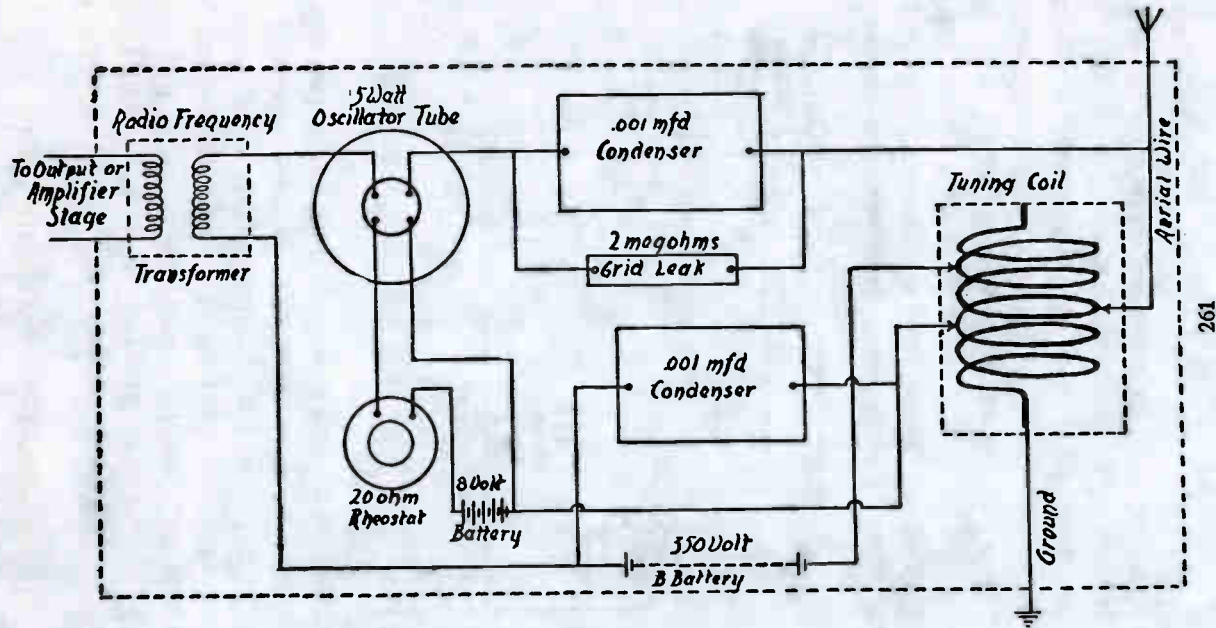 5 Watt
Oscillator Tube
Radio Frequency
To Output or
Amplifier
Stage
Transformer
.001 mfd
Condenser
2 megohms
Grid Leak
Tuning Coil
Aerial Wire
.001 mfd
Condenser
20 ohm
Rheostat
8 Volt
Battery
350 Volt
B Battery
Ground
261